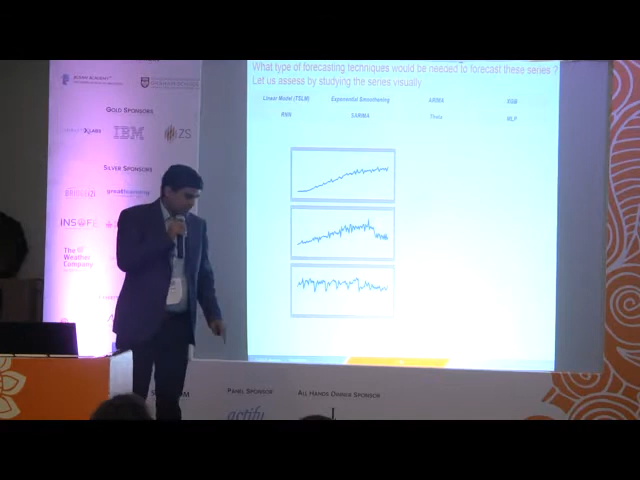 What type of forecasting techniques would be needed to forecast these series ?
Let us assess by studying the series visually
Linear Model (TSLM)
Exponential Smoothening
ARIMA
XGB
RNN
SARIMA
Theta
MLP
GOLD SPONSORS
IBM
ZS
SILVER SPONSORS
greatlearning
INSOFE
The
Weather
Company
PANEL SPONSOR
actify
ALL HANDS DINNER SPONSOR